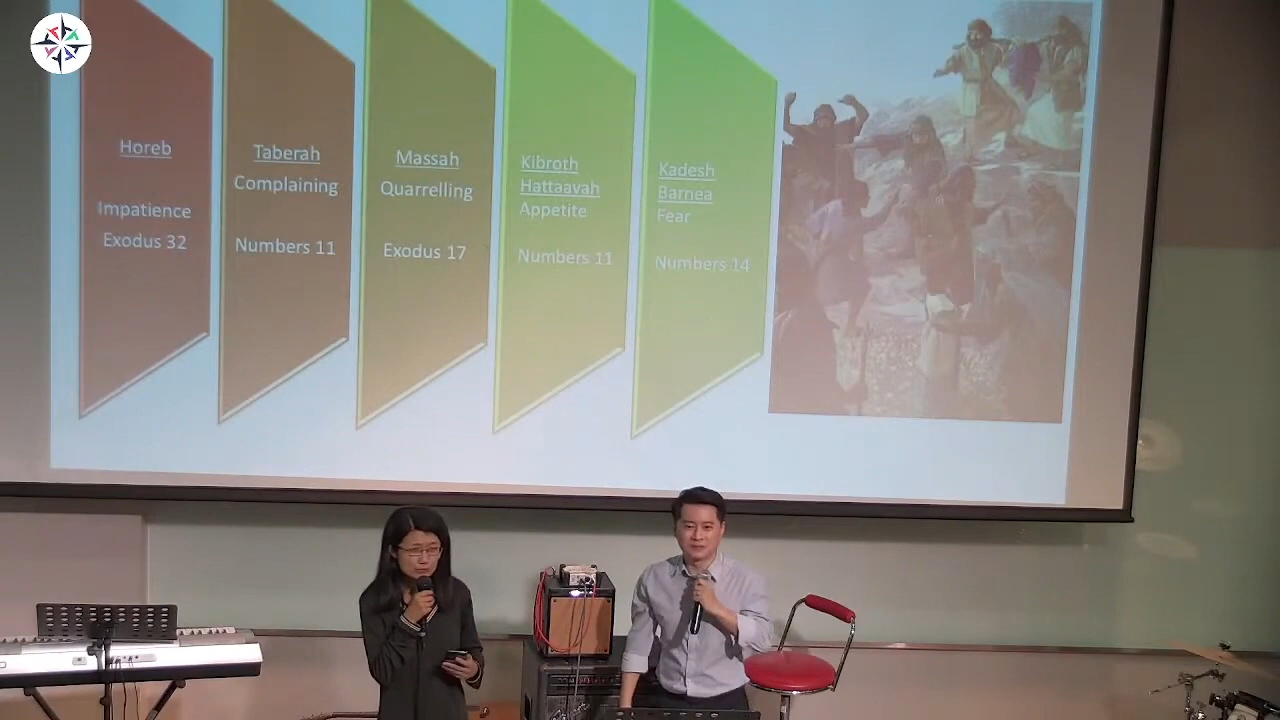 Horeb
Impatience
Exodus 32
Taberah
Complaining
Numbers 11
Massah
Quarrelling
Exodus 17
Kibroth
Hattaavah
Appetite
Numbers 11
Kadesh
Barnea
Fear
Numbers 14